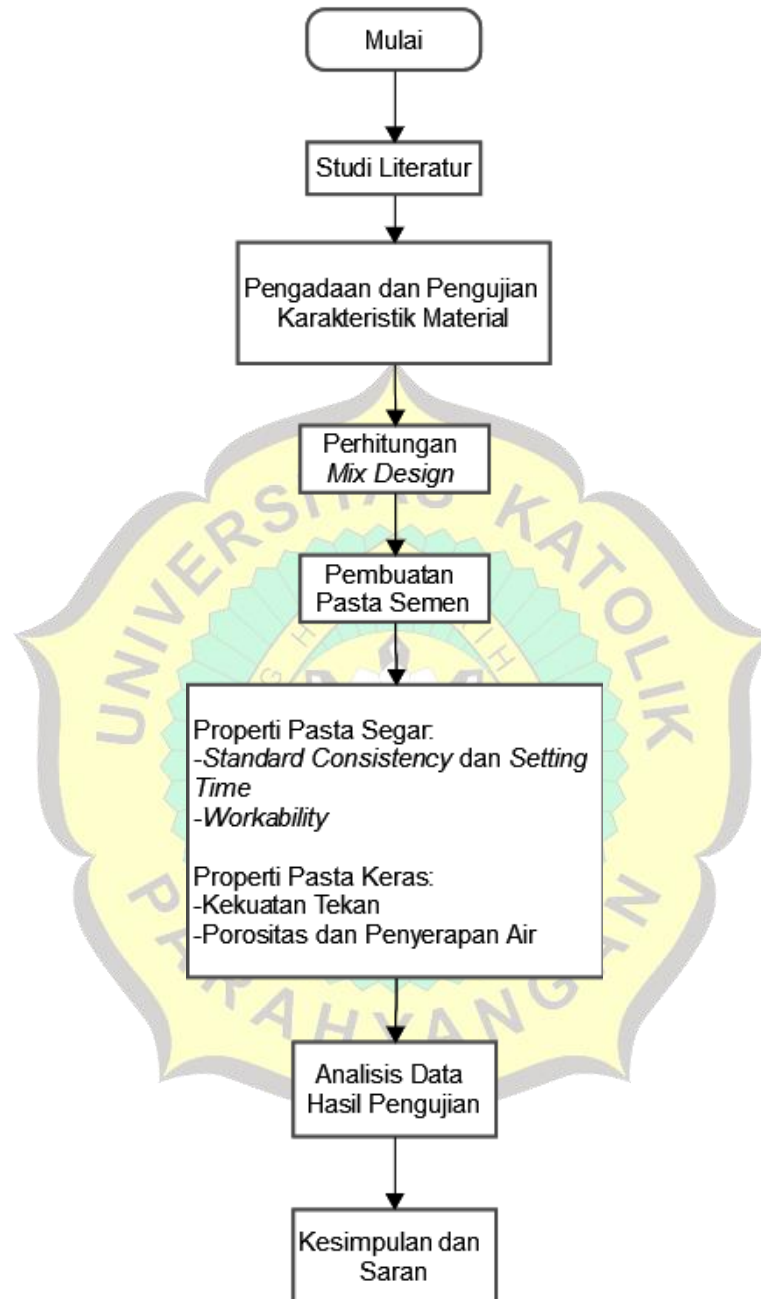 Mulai
Studi Literatur
Pengadaan dan Pengujian
Karakteristik Material
Perhitungan
Mix Design
UNIVERSITAS KATOLIK
Pembuatan
Pasta Semen
Properti Pasta Segar:
-Standard Consistency dan Setting
Time
-Workability
Properti Pasta Keras:
-Kekuatan Tekan
-Porositas dan Penyerapan Air
PARAHYANGAN
Analisis Data
Hasil Pengujian
Kesimpulan dan
Saran